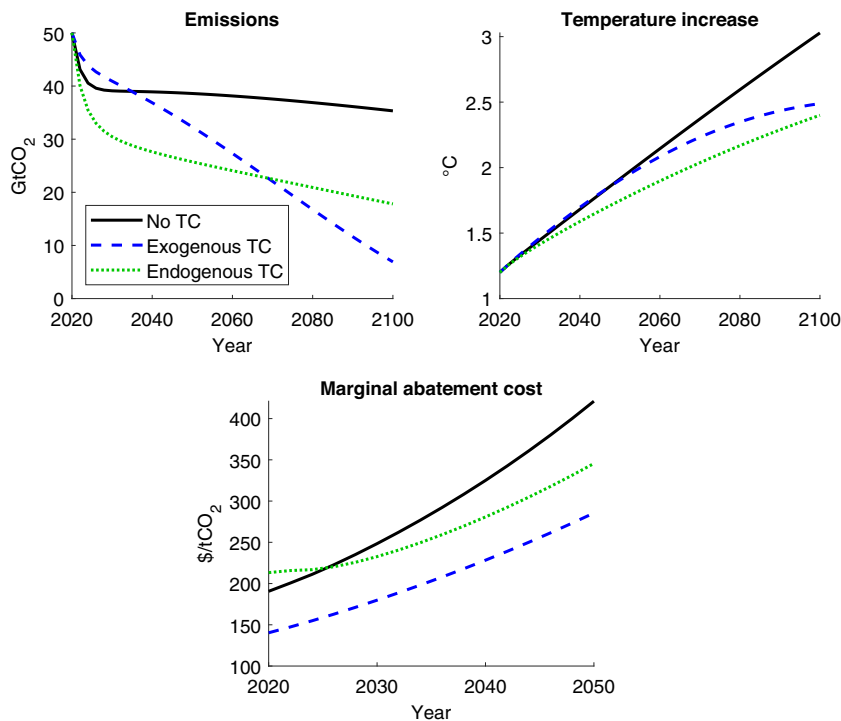 Emissions
50
40
30
20
10
0
GtCO2
No TC
Exogenous TC
Endogenous TC
2020 2040 2060 2080 2100
Year
Temperature increase
3
2.5
2
1.5
1
°C
2020 2040 2060 2080 2100
Year
Marginal abatement cost
400
350
300
250
200
150
100
$/tCO2
2020 2030 2040 2050
Year